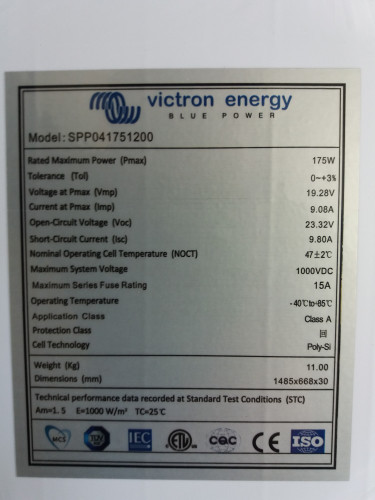 victron energy
BLUE POWER
Model: SPP041751200
Rated Maximum Power (Pmax) 175W
Tolerance (Tol) 0~+3%
Voltage at Pmax (Vmp) 19.28V
Current at Pmax (Imp) 9.08A
Open-Circuit Voltage (Voc) 23.32V
Short-Circuit Current (Isc) 9.80A
Nominal Operating Cell Temperature (NOCT) 47±2℃
Maximum System Voltage 1000VDC
Maximum Series Fuse Rating 15A
Operating Temperature -40℃to-85℃
Application Class Class A
Protection Class
Cell Technology Poly-Si
Weight (Kg) 11.00
Dimensions (mm) 1485x668x30
Technical performance data recorded at Standard Test Conditions (STC)
Am=1.5 E=1000 W/m² TC=25℃
MCS TUV IEC ETL CQC CE ISO